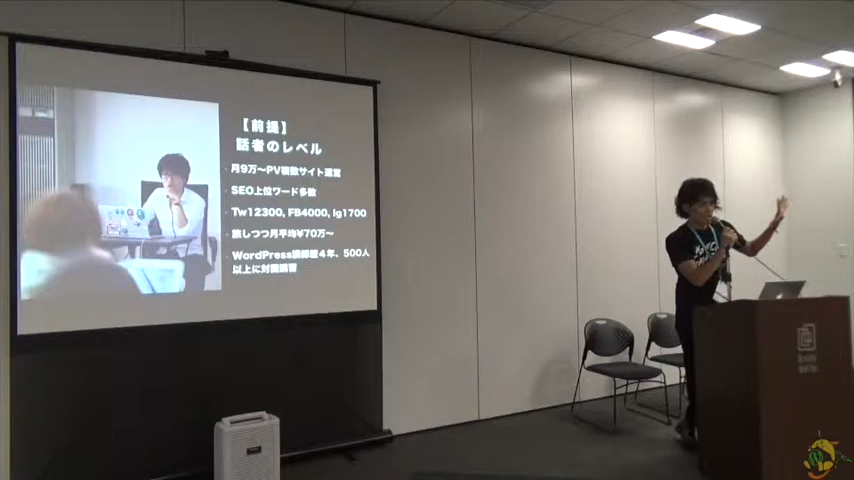 【前提】
話者のレベル
・月9万〜PV複数サイト運営
・SEO上位ワード多数
・Tw12300, FB4000, Ig1700
・旅しつつ月平均¥70万〜
・WordPress講師歴4年、500人
以上に対面講習